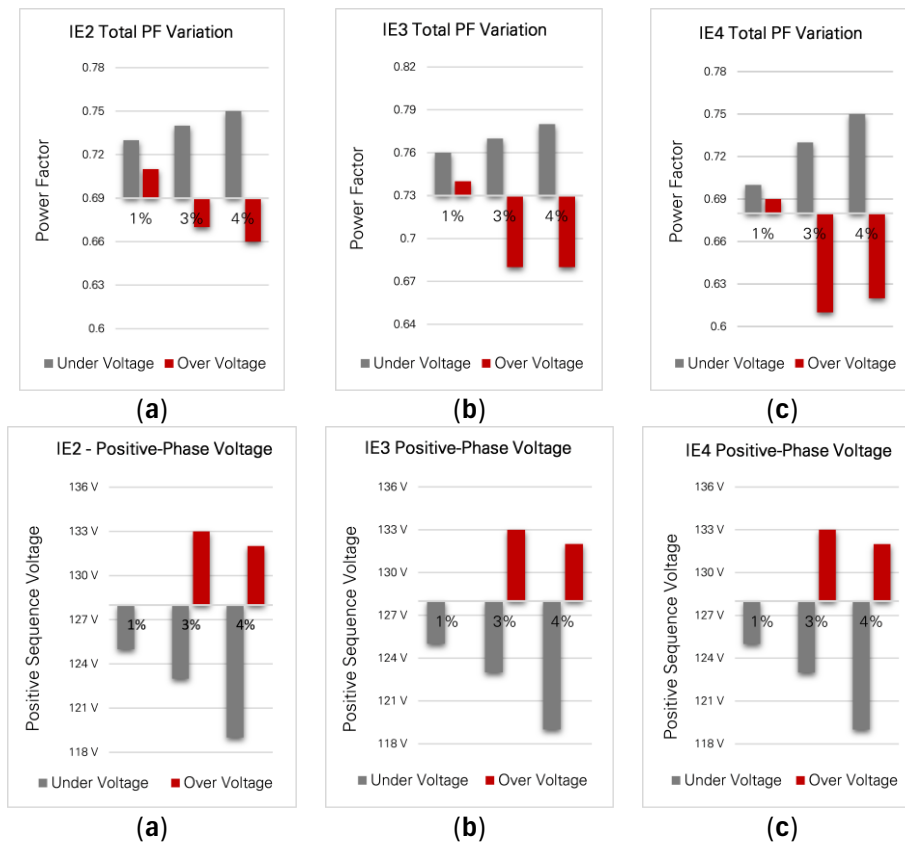 IE2 Total PF Variation
Power Factor
0.78
0.75
0.72
0.69
0.66
0.63
0.6
1% 3% 4%
Under Voltage Over Voltage
(a)
IE3 Total PF Variation
Power Factor
0.82
0.79
0.76
0.73
0.7
0.67
0.64
1% 3% 4%
Under Voltage Over Voltage
(b)
IE4 Total PF Variation
Power Factor
0.78
0.75
0.72
0.69
0.66
0.63
0.6
1% 3% 4%
Under Voltage Over Voltage
(c)
IE2 - Positive-Phase Voltage
Positive Sequence Voltage
136 V
133 V
130 V
127 V
124 V
121 V
118 V
1% 3% 4%
Under Voltage Over Voltage
(a)
IE3 Positive-Phase Voltage
Positive Sequence Voltage
136 V
133 V
130 V
127 V
124 V
121 V
118 V
1% 3% 4%
Under Voltage Over Voltage
(b)
IE4 Positive-Phase Voltage
Positive Sequence Voltage
136 V
133 V
130 V
127 V
124 V
121 V
118 V
1% 3% 4%
Under Voltage Over Voltage
(c)